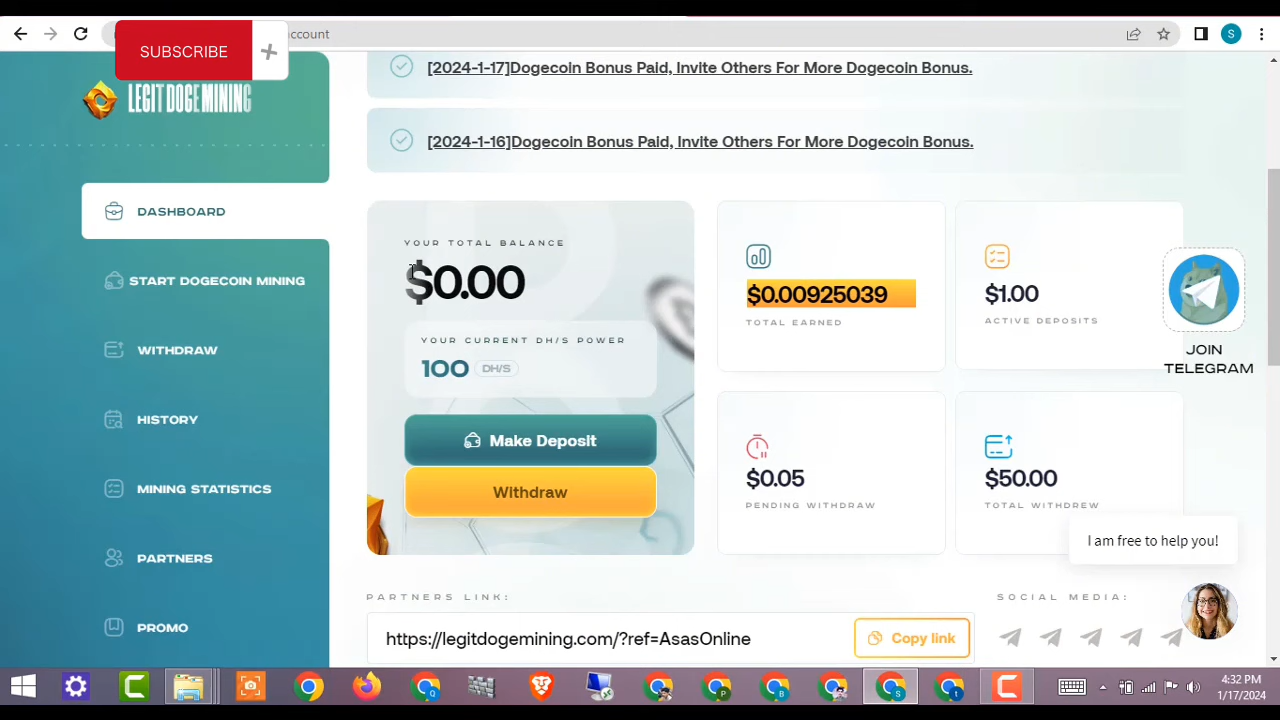 SUBSCRIBE
account
S
LEGIT DOGE MINING
[2024-1-17]Dogecoin Bonus Paid, Invite Others For More Dogecoin Bonus.
[2024-1-16]Dogecoin Bonus Paid, Invite Others For More Dogecoin Bonus.
DASHBOARD
START DOGECOIN MINING
WITHDRAW
HISTORY
MINING STATISTICS
PARTNERS
PROMO
YOUR TOTAL BALANCE
$0.00
YOUR CURRENT DH/S POWER
100 DH/S
Make Deposit
Withdraw
$0.00925039
TOTAL EARNED
$1.00
ACTIVE DEPOSITS
$0.05
PENDING WITHDRAW
$50.00
TOTAL WITHDREW
JOIN
TELEGRAM
I am free to help you!
PARTNERS LINK:
https://legitdogemining.com/?ref=AsasOnline
Copy link
SOCIAL MEDIA:
4:32 PM
1/17/2024